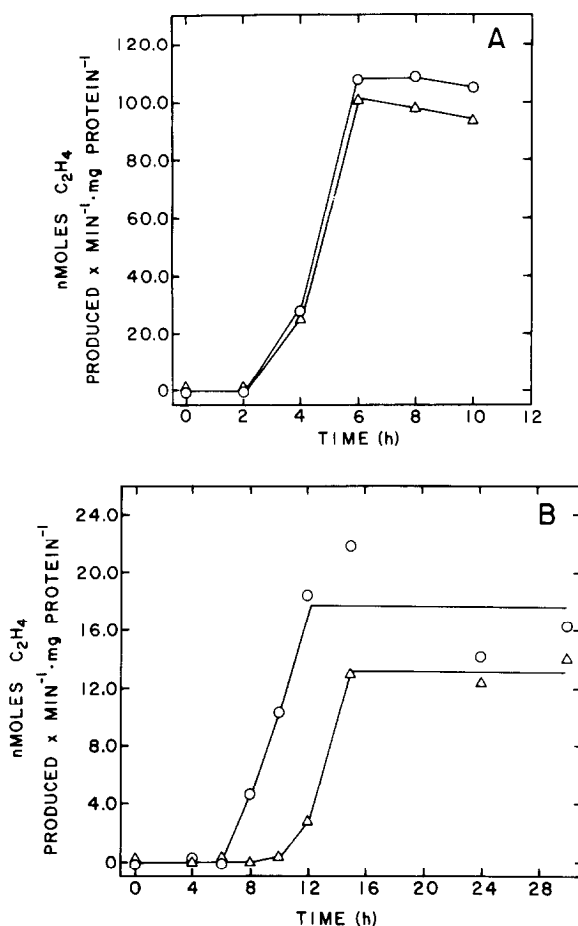 A
nMOLES C₂H₄
PRODUCED x MIN⁻¹·mg PROTEIN⁻¹
120.0
100.0
80.0
60.0
40.0
20.0
0
0 2 4 6 8 10 12
TIME (h)
B
nMOLES C₂H₄
PRODUCED x MIN⁻¹·mg PROTEIN⁻¹
24.0
20.0
16.0
12.0
8.0
4.0
0
0 4 8 12 16 20 24 28
TIME (h)